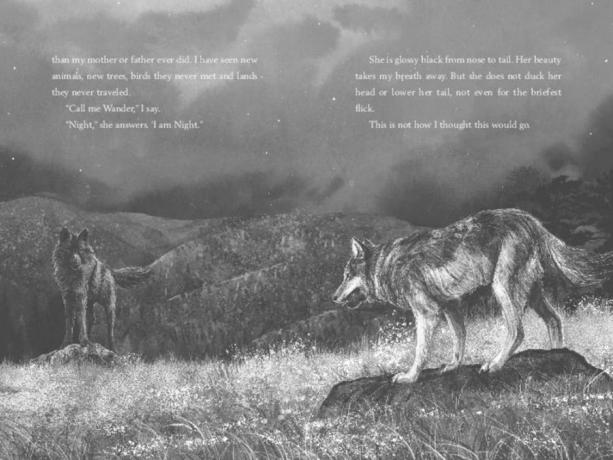 than my mother or father ever did. I have seen new
animals, new trees, birds they never met and lands
they never traveled.
"Call me Wander," I say.
"Night," she answers. "I am Night."
She is glossy black from nose to tail. Her beauty
takes my breath away. But she does not duck her
head or lower her tail, not even for the briefest
flick.
This is not how I thought this would go.